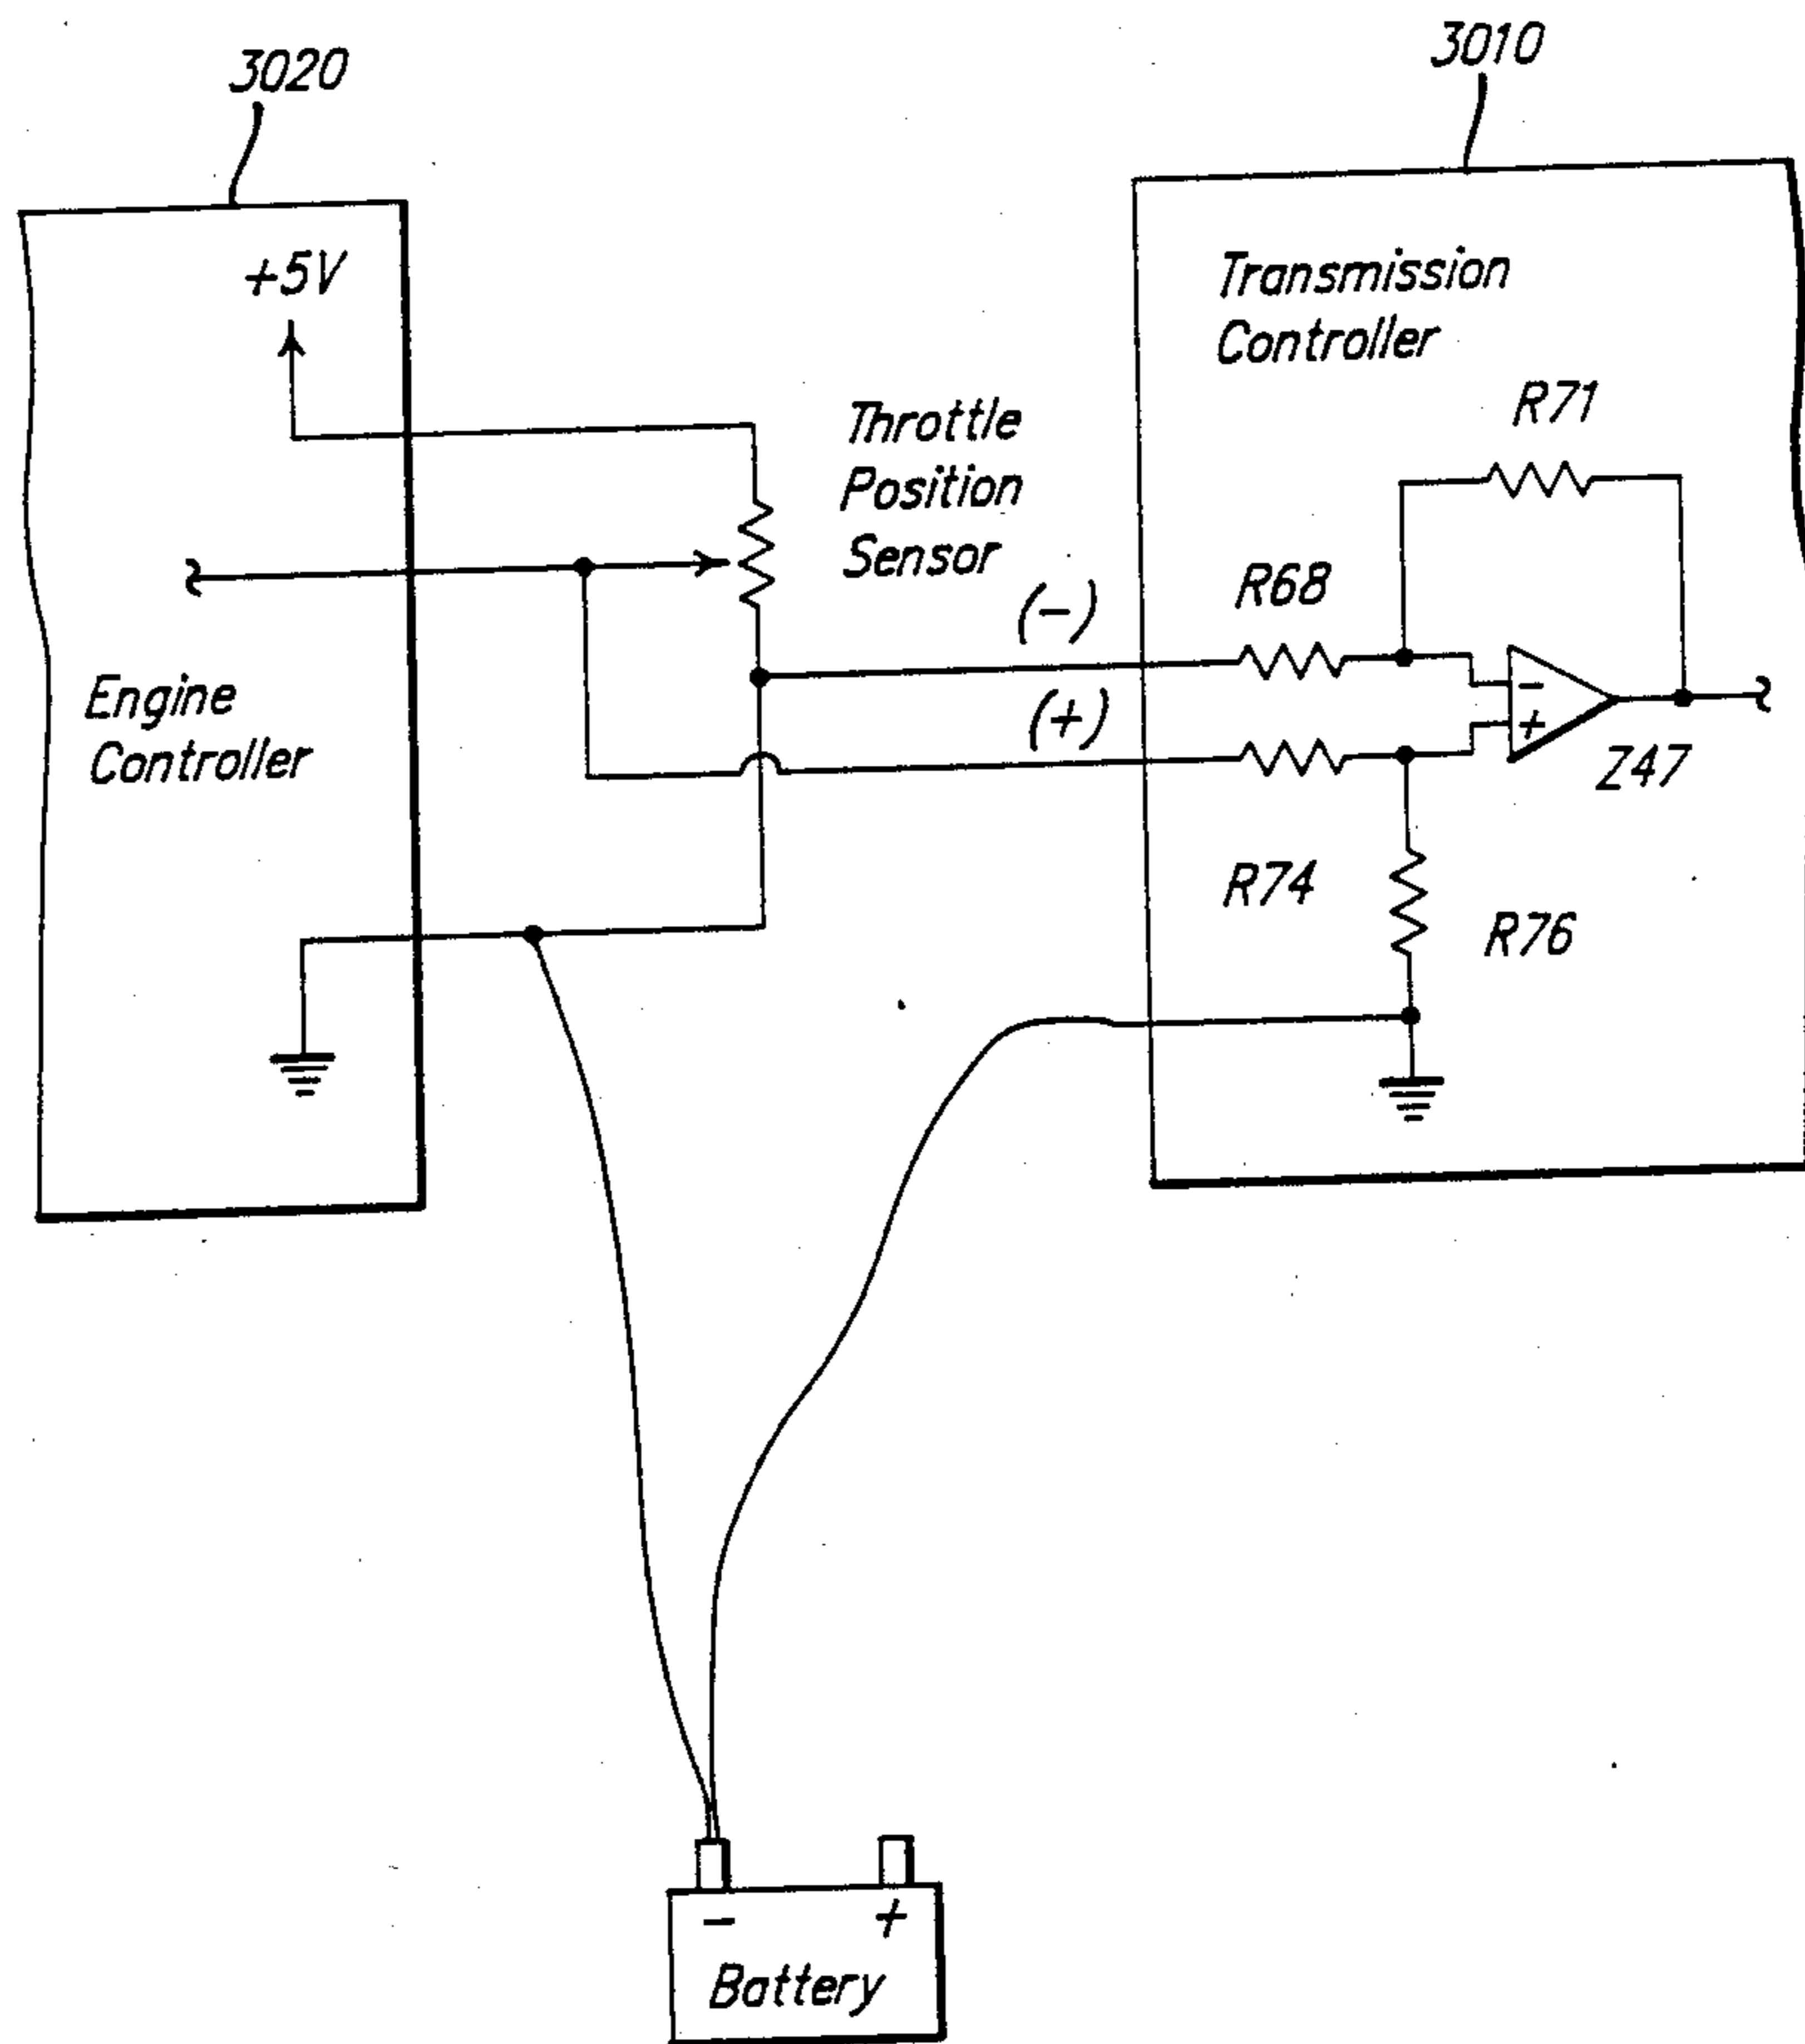 3020
3010
+5V
Transmission
Controller
R71
Throttle
Position
Sensor
(-)
R68
Engine
Controller
(+)
-
+
Z47
R74
R76
- +
Battery